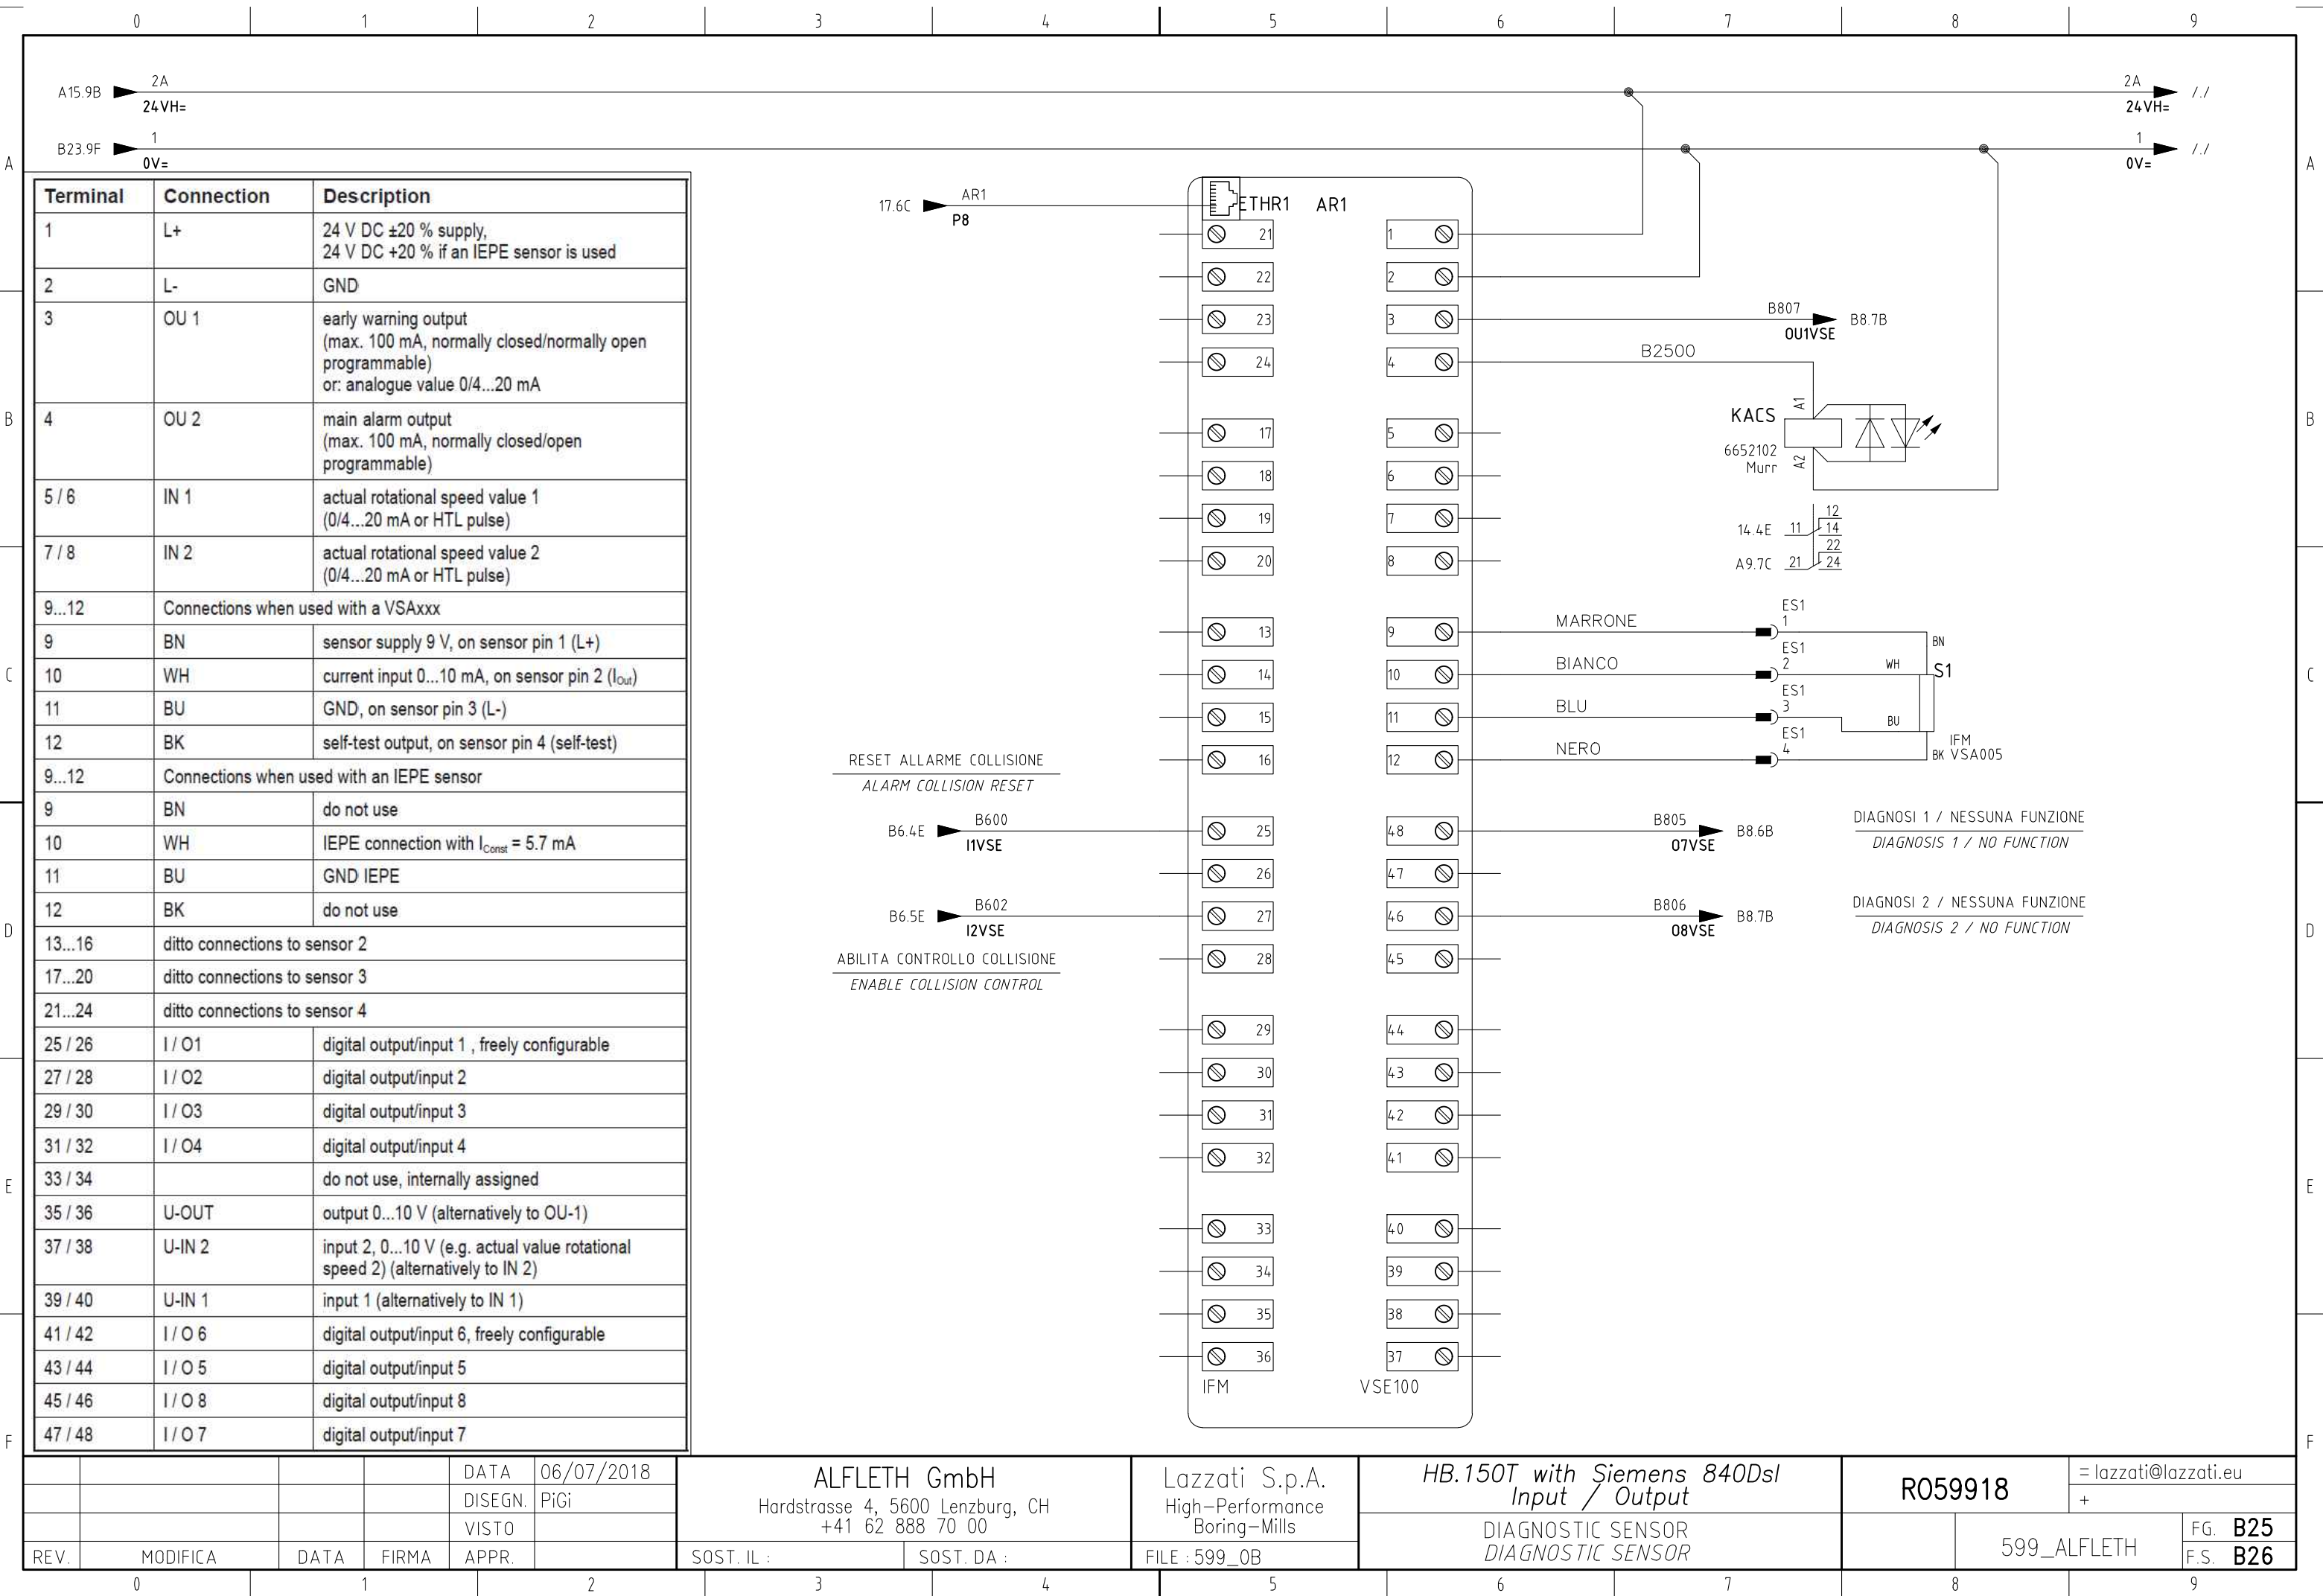 0 1 2 3 4 5 6 7 8 9
A15.9B 2A 24VH=
2A 24VH= /./
B23.9F 1 0V=
1 0V= /./
A A
B B
C C
D D
E E
F F
Terminal Connection Description
1 L+ 24 V DC ±20 % supply,
24 V DC +20 % if an IEPE sensor is used
2 L- GND
3 OU 1 early warning output
(max. 100 mA, normally closed/normally open
programmable)
or: analogue value 0/4...20 mA
4 OU 2 main alarm output
(max. 100 mA, normally closed/open
programmable)
5 / 6 IN 1 actual rotational speed value 1
(0/4...20 mA or HTL pulse)
7 / 8 IN 2 actual rotational speed value 2
(0/4...20 mA or HTL pulse)
9...12 Connections when used with a VSAxxx
9 BN sensor supply 9 V, on sensor pin 1 (L+)
10 WH current input 0...10 mA, on sensor pin 2 (IOut)
11 BU GND, on sensor pin 3 (L-)
12 BK self-test output, on sensor pin 4 (self-test)
9...12 Connections when used with an IEPE sensor
9 BN do not use
10 WH IEPE connection with IConst = 5.7 mA
11 BU GND IEPE
12 BK do not use
13...16 ditto connections to sensor 2
17...20 ditto connections to sensor 3
21...24 ditto connections to sensor 4
25 / 26 I / O1 digital output/input 1 , freely configurable
27 / 28 I / O2 digital output/input 2
29 / 30 I / O3 digital output/input 3
31 / 32 I / O4 digital output/input 4
33 / 34 do not use, internally assigned
35 / 36 U-OUT output 0...10 V (alternatively to OU-1)
37 / 38 U-IN 2 input 2, 0...10 V (e.g. actual value rotational
speed 2) (alternatively to IN 2)
39 / 40 U-IN 1 input 1 (alternatively to IN 1)
41 / 42 I / O 6 digital output/input 6, freely configurable
43 / 44 I / O 5 digital output/input 5
45 / 46 I / O 8 digital output/input 8
47 / 48 I / O 7 digital output/input 7
17.6C AR1 P8
ETHR1 AR1
21 1
22 2
23 3
24 4
17 5
18 6
19 7
20 8
13 9
14 10
15 11
16 12
25 48
26 47
27 46
28 45
29 44
30 43
31 42
32 41
33 40
34 39
35 38
36 37
IFM VSE100
B807 OU1VSE B8.7B
B2500
KACS A1
6652102
Murr A2
12
14.4E 11 14
22
A9.7C 21 24
MARRONE ES1 1 BN
BIANCO ES1 2 WH S1
BLU ES1 3 BU
NERO ES1 4 BK
IFM
VSA005
RESET ALLARME COLLISIONE
ALARM COLLISION RESET
B6.4E B600 I1VSE
B6.5E B602 I2VSE
ABILITA CONTROLLO COLLISIONE
ENABLE COLLISION CONTROL
B805 O7VSE B8.6B
DIAGNOSI 1 / NESSUNA FUNZIONE
DIAGNOSIS 1 / NO FUNCTION
B806 O8VSE B8.7B
DIAGNOSI 2 / NESSUNA FUNZIONE
DIAGNOSIS 2 / NO FUNCTION
DATA 06/07/2018
DISEGN. PiGi
VISTO
REV. MODIFICA DATA FIRMA APPR.
ALFLETH GmbH
Hardstrasse 4, 5600 Lenzburg, CH
+41 62 888 70 00
SOST. IL : SOST. DA :
Lazzati S.p.A.
High-Performance
Boring-Mills
FILE : 599_0B
HB.150T with Siemens 840Dsl
Input / Output
DIAGNOSTIC SENSOR
DIAGNOSTIC SENSOR
RO59918
= lazzati@lazzati.eu
+
599_ALFLETH
FG. B25
F.S. B26
0 1 2 3 4 5 6 7 8 9